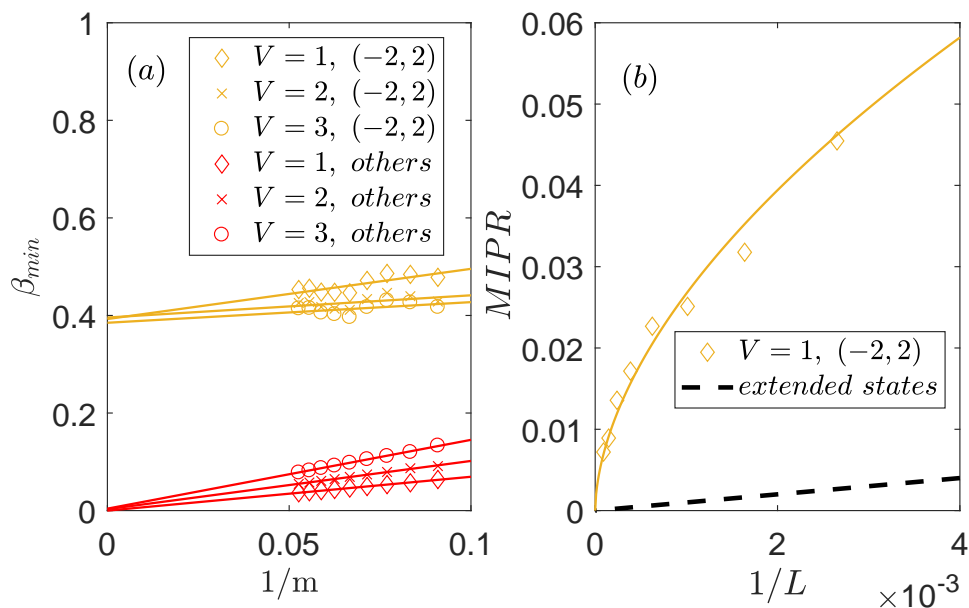 (a)
V = 1, (−2, 2)
V = 2, (−2, 2)
V = 3, (−2, 2)
V = 1, others
V = 2, others
V = 3, others
1
0.8
0.6
0.4
0.2
0
β_min
0
0.05
0.1
1/m
(b)
V = 1, (−2, 2)
extended states
0.06
0.05
0.04
0.03
0.02
0.01
0
MIPR
0
2
4
×10⁻³
1/L